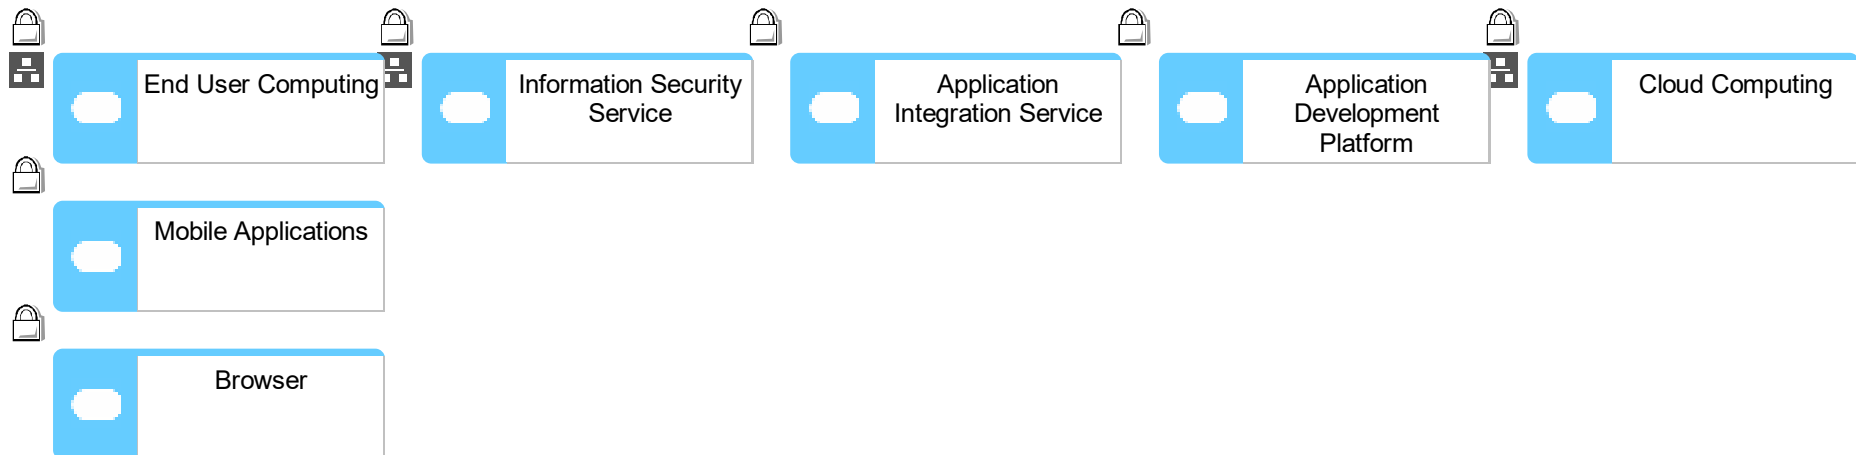 End User Computing
Information Security
Service
Application
Integration Service
Application
Development
Platform
Cloud Computing
Mobile Applications
Browser